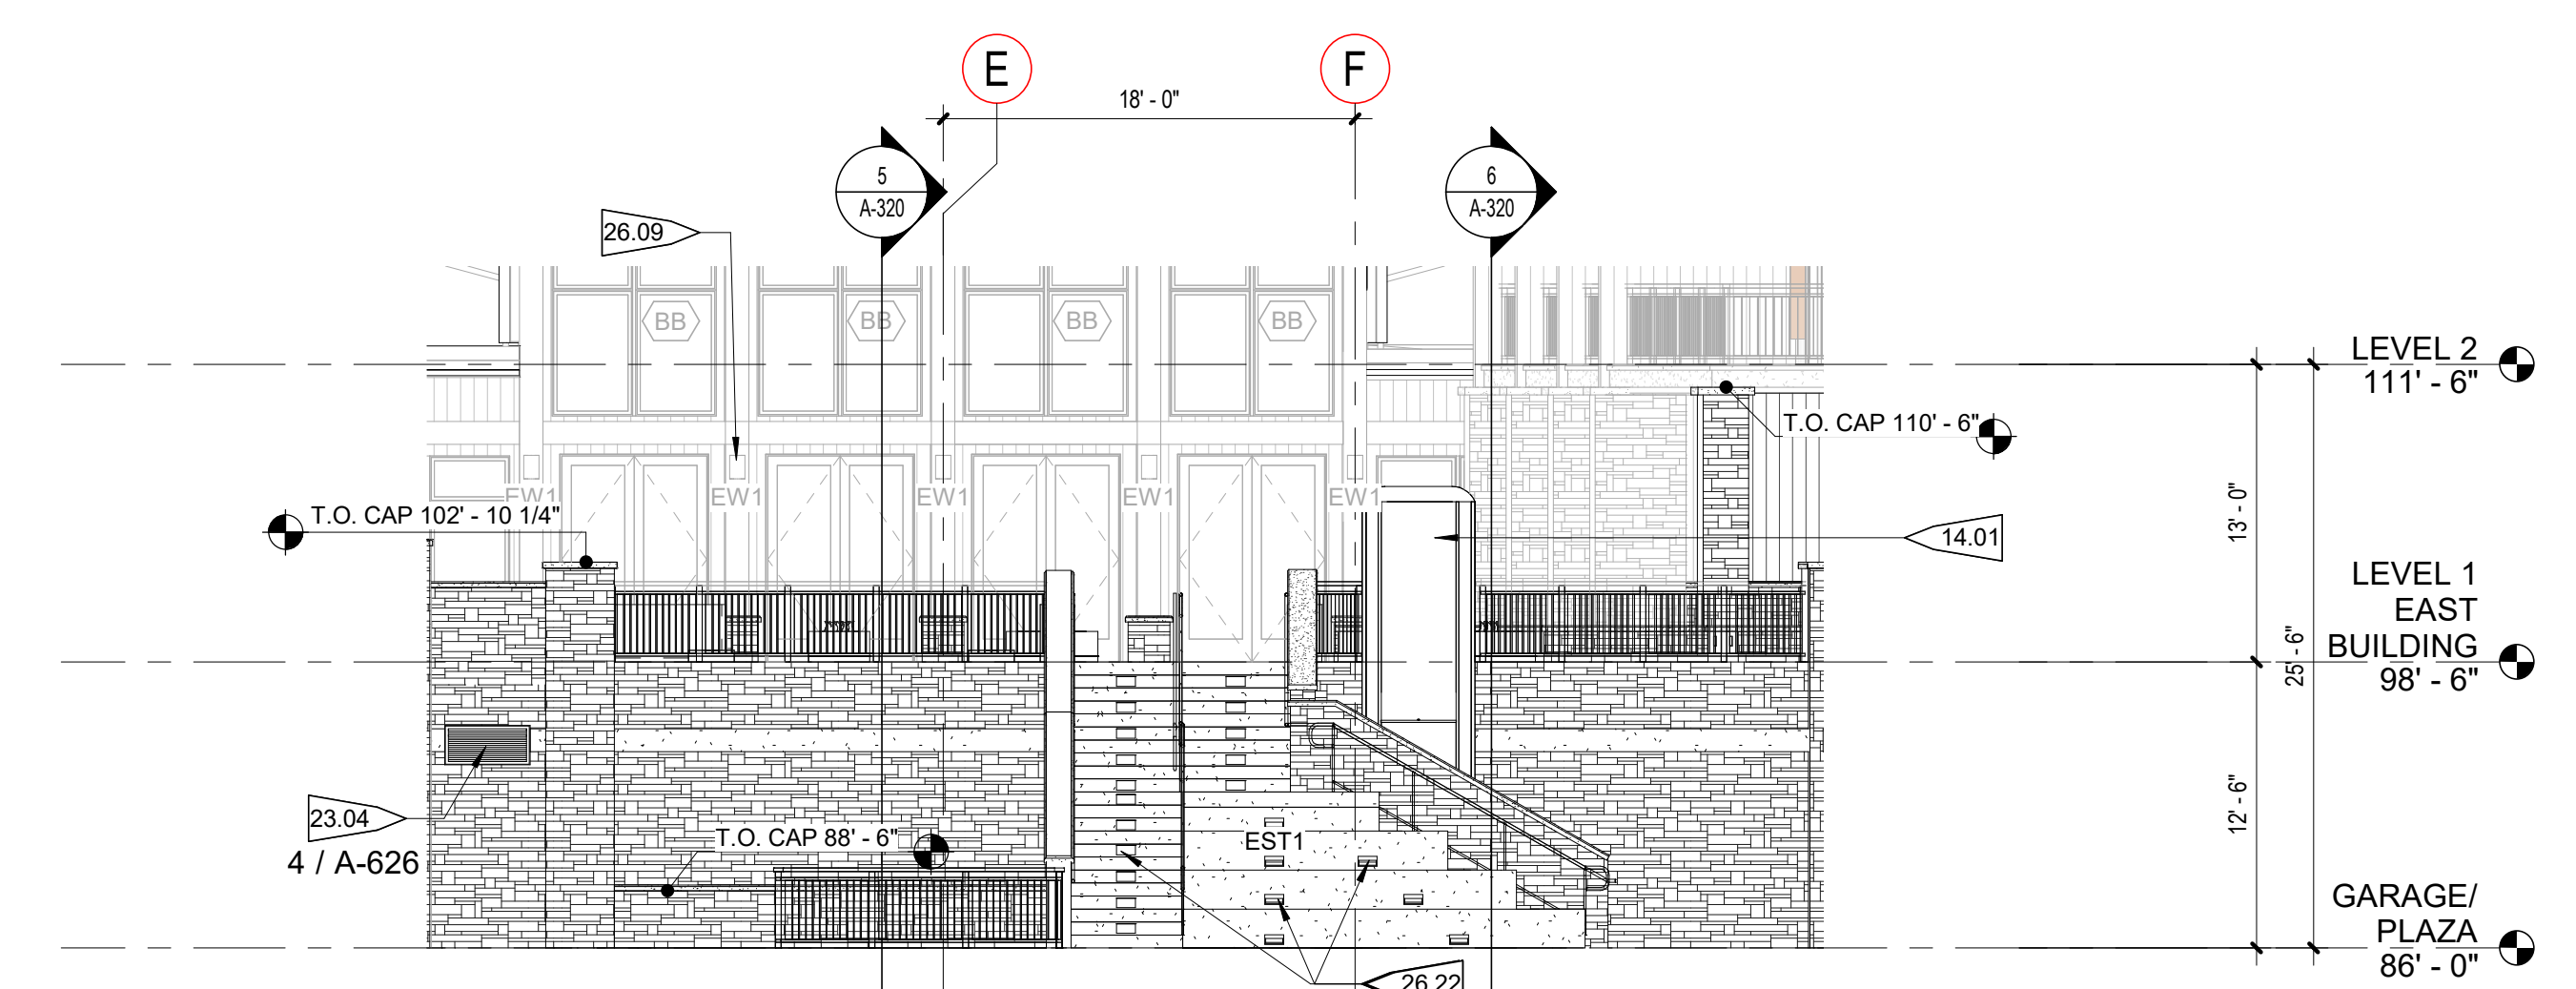 E
F
18' - 0"
5
A-320
6
A-320
26.09
BB
BB
BB
BB
LEVEL 2
111' - 6"
T.O. CAP 110' - 6"
EW1
EW1
EW1
EW1
EW1
T.O. CAP 102' - 10 1/4"
13' - 0"
14.01
LEVEL 1
EAST
BUILDING
98' - 6"
25' - 6"
23.04
4 / A-626
T.O. CAP 88' - 6"
EST1
12' - 6"
GARAGE/
PLAZA
86' - 0"
26.22